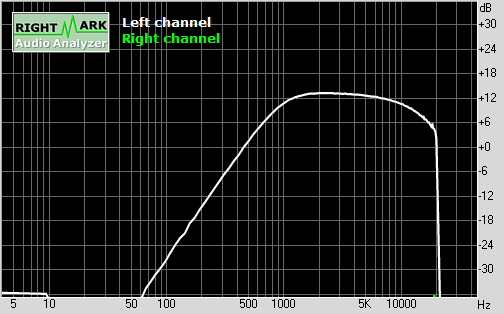 dB
RIGHT MARK
Audio Analyzer
Left channel
Right channel
+30
+24
+18
+12
+6
+0
-6
-12
-18
-24
-30
5 10 50 100 500 1000 5K 10000 Hz